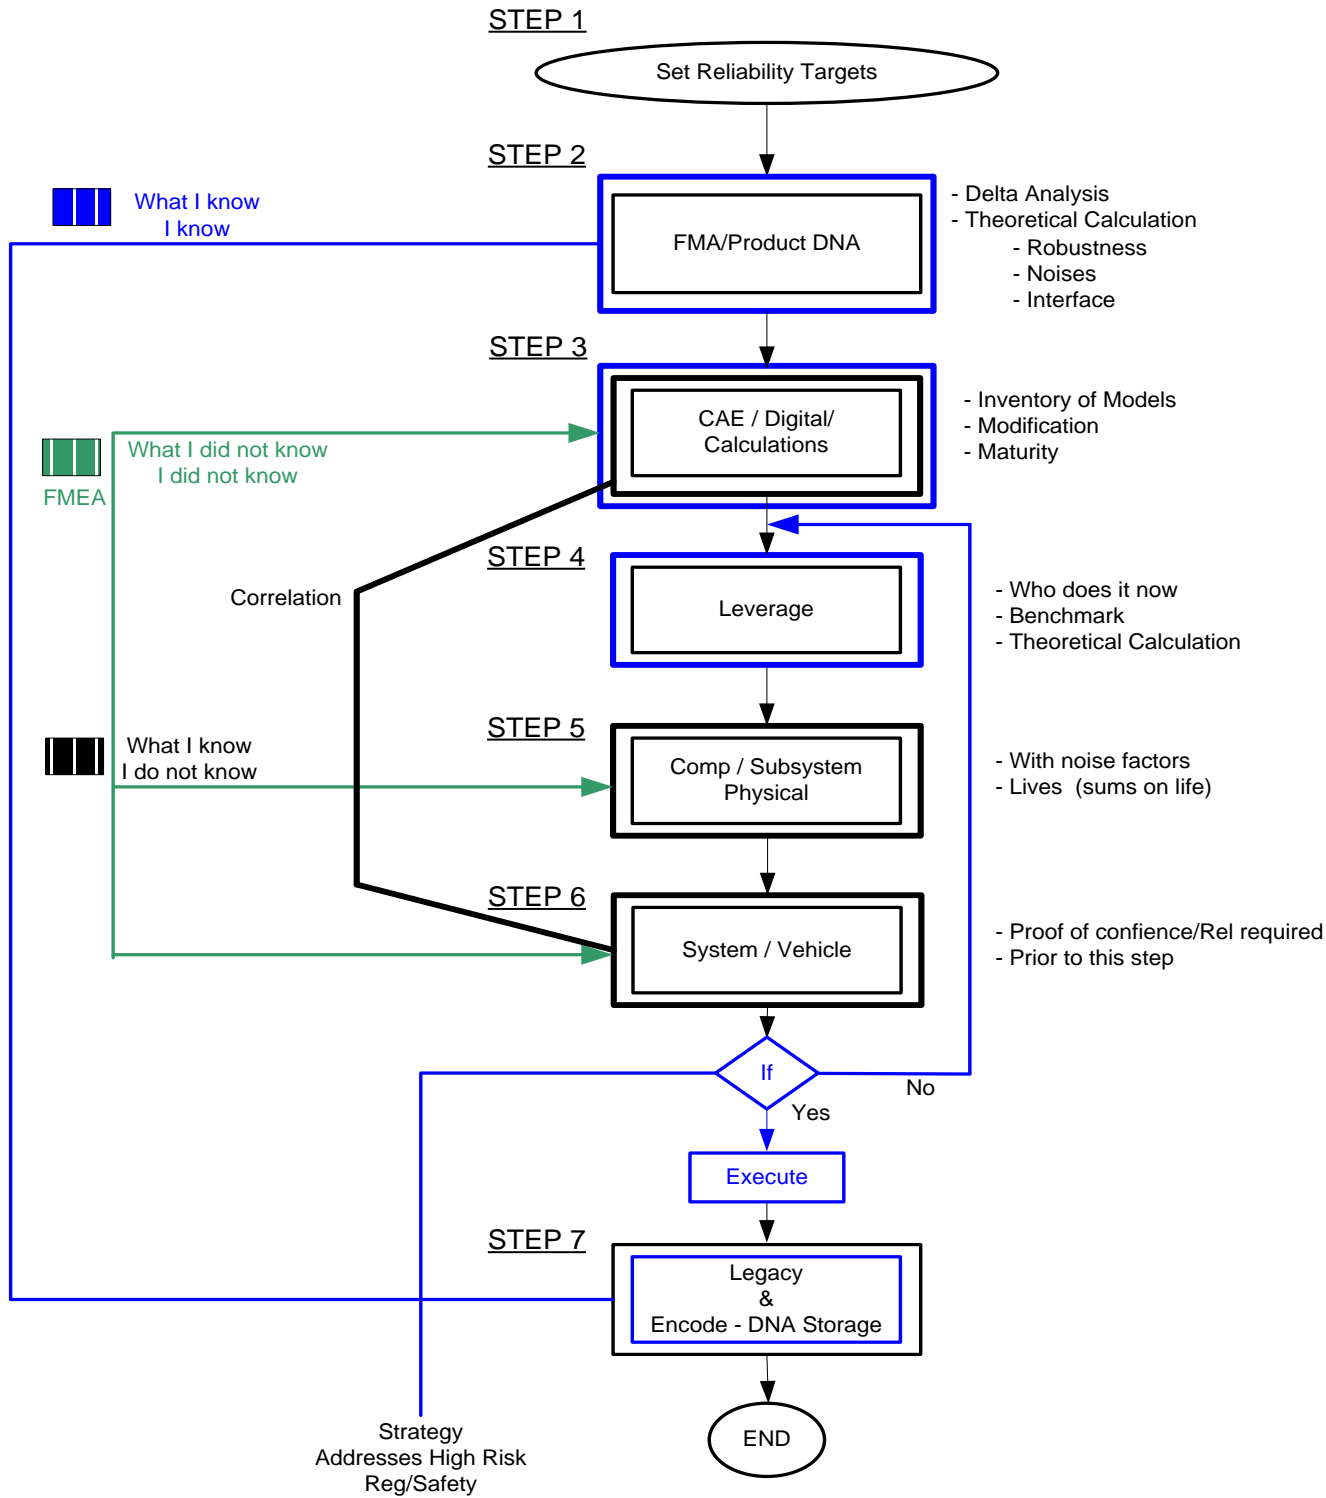 STEP 1
Set Reliability Targets
STEP 2
What I know
I know
FMA/Product DNA
- Delta Analysis
- Theoretical Calculation
- Robustness
- Noises
- Interface
STEP 3
CAE / Digital/
Calculations
- Inventory of Models
- Modification
- Maturity
What I did not know
I did not know
FMEA
STEP 4
Correlation
Leverage
- Who does it now
- Benchmark
- Theoretical Calculation
STEP 5
What I know
I do not know
Comp / Subsystem
Physical
- With noise factors
- Lives (sums on life)
STEP 6
System / Vehicle
- Proof of confience/Rel required
- Prior to this step
If
No
Yes
Execute
STEP 7
Legacy
&
Encode - DNA Storage
Strategy
Addresses High Risk
Reg/Safety
END